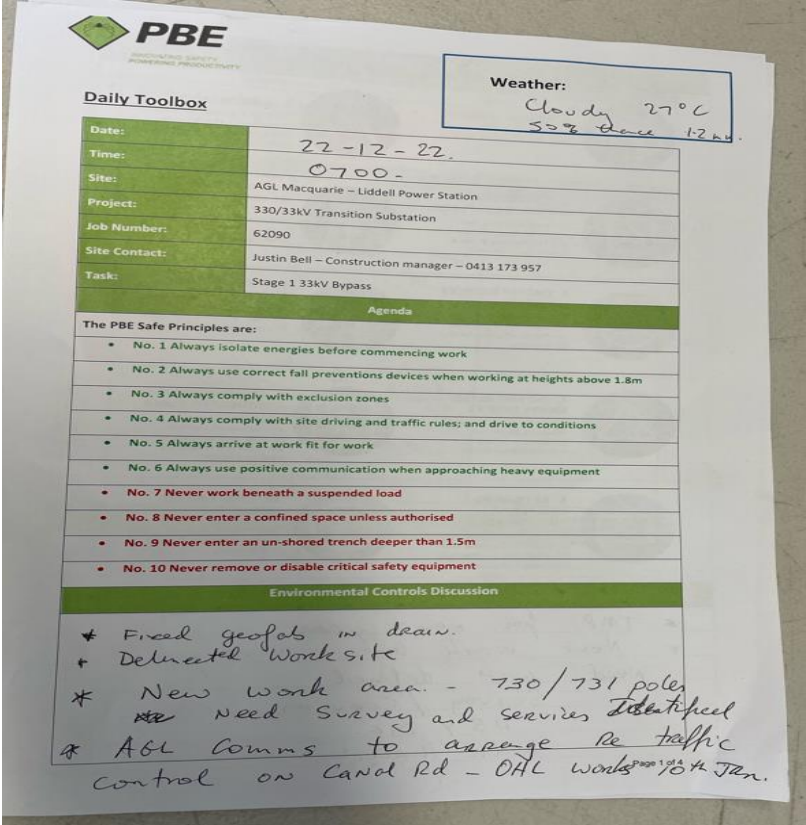 PBE
INNOVATING SAFETY
POWERING PRODUCTIVITY
Weather:
Cloudy 27°C
50% chance 1-2 mm.
Daily Toolbox
Date: 22-12-22.
Time: 0700-
Site: AGL Macquarie – Liddell Power Station
Project: 330/33kV Transition Substation
Job Number: 62090
Site Contact: Justin Bell – Construction manager – 0413 173 957
Task: Stage 1 33kV Bypass
Agenda
The PBE Safe Principles are:
• No. 1 Always isolate energies before commencing work
• No. 2 Always use correct fall preventions devices when working at heights above 1.8m
• No. 3 Always comply with exclusion zones
• No. 4 Always comply with site driving and traffic rules; and drive to conditions
• No. 5 Always arrive at work fit for work
• No. 6 Always use positive communication when approaching heavy equipment
• No. 7 Never work beneath a suspended load
• No. 8 Never enter a confined space unless authorised
• No. 9 Never enter an un-shored trench deeper than 1.5m
• No. 10 Never remove or disable critical safety equipment
Environmental Controls Discussion
* Fixed geofab in drain.
* Delineated Worksite
* New work area. - 730/731 poles
Need Survey and services Identified
* AGL Comms to arrange Re traffic
control on Canal Rd - OHL works 10th Jan.
Page 1 of 4